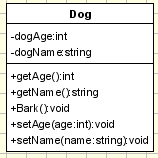 Dog
-dogAge:int
-dogName:string
+getAge():int
+getName():string
+Bark():void
+setAge(age:int):void
+setName(name:string):void